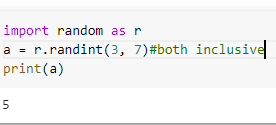 import random as r
a = r.randint(3, 7)#both inclusive
print(a)
5